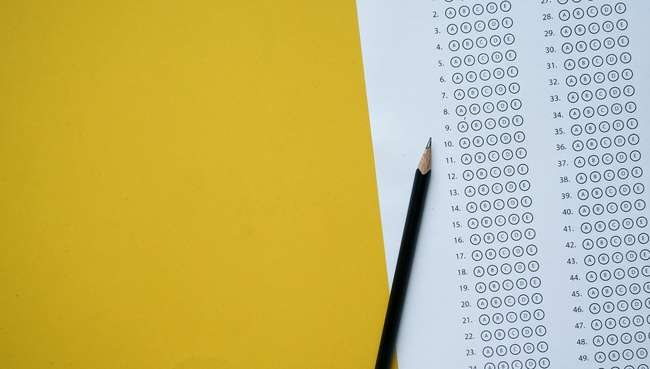 2. A B C D E
3. A B C D E
4. A B C D E
5. A B C D E
6. A B C D E
7. A B C D E
8. A B C D E
9. A B C D E
10. A B C D E
11. A B C D E
12. A B C D E
13. A B C D E
14. A B C D E
15. A B C D E
16. A B C D E
17. A B C D E
18. A B C D E
19. A B C D E
20. A B C D E
21. A B C D E
22. A B C D E
23. A B C D E
28. A B C D E
29. A B C D E
30. A B C D E
31. A B C D E
32. A B C D E
33. A B C D E
34. A B C D E
35. A B C D E
36. A B C D E
37. A B C D E
38. A B C D E
39. A B C D E
40. A B C D E
41. A B C D E
42. A B C D E
43. A B C D E
44. A B C D E
45. A B C D E
46. A B C D
47. A B C D
48. A B C D
49. A B C D